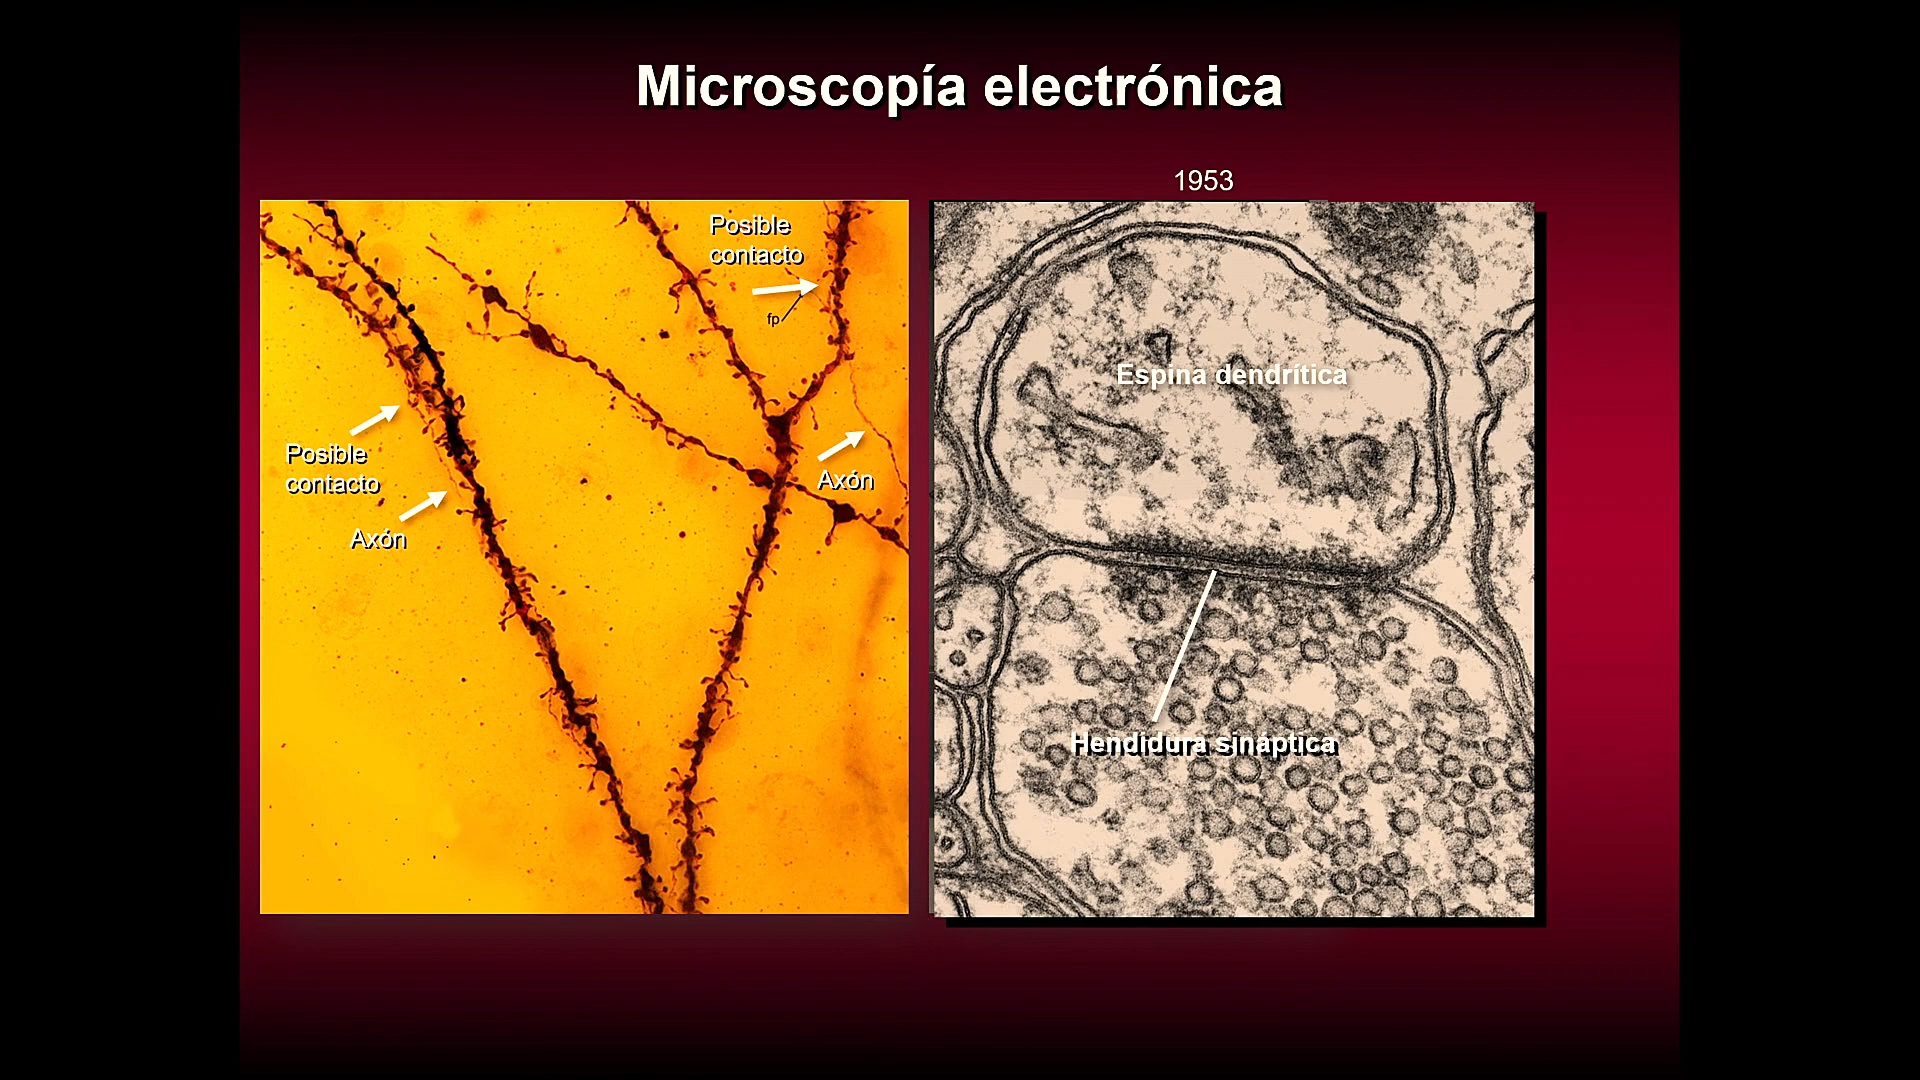 Microscopía electrónica
1953
Posible
contacto
fp
Posible
contacto
Axón
Axón
Espina dendrítica
Hendidura sináptica